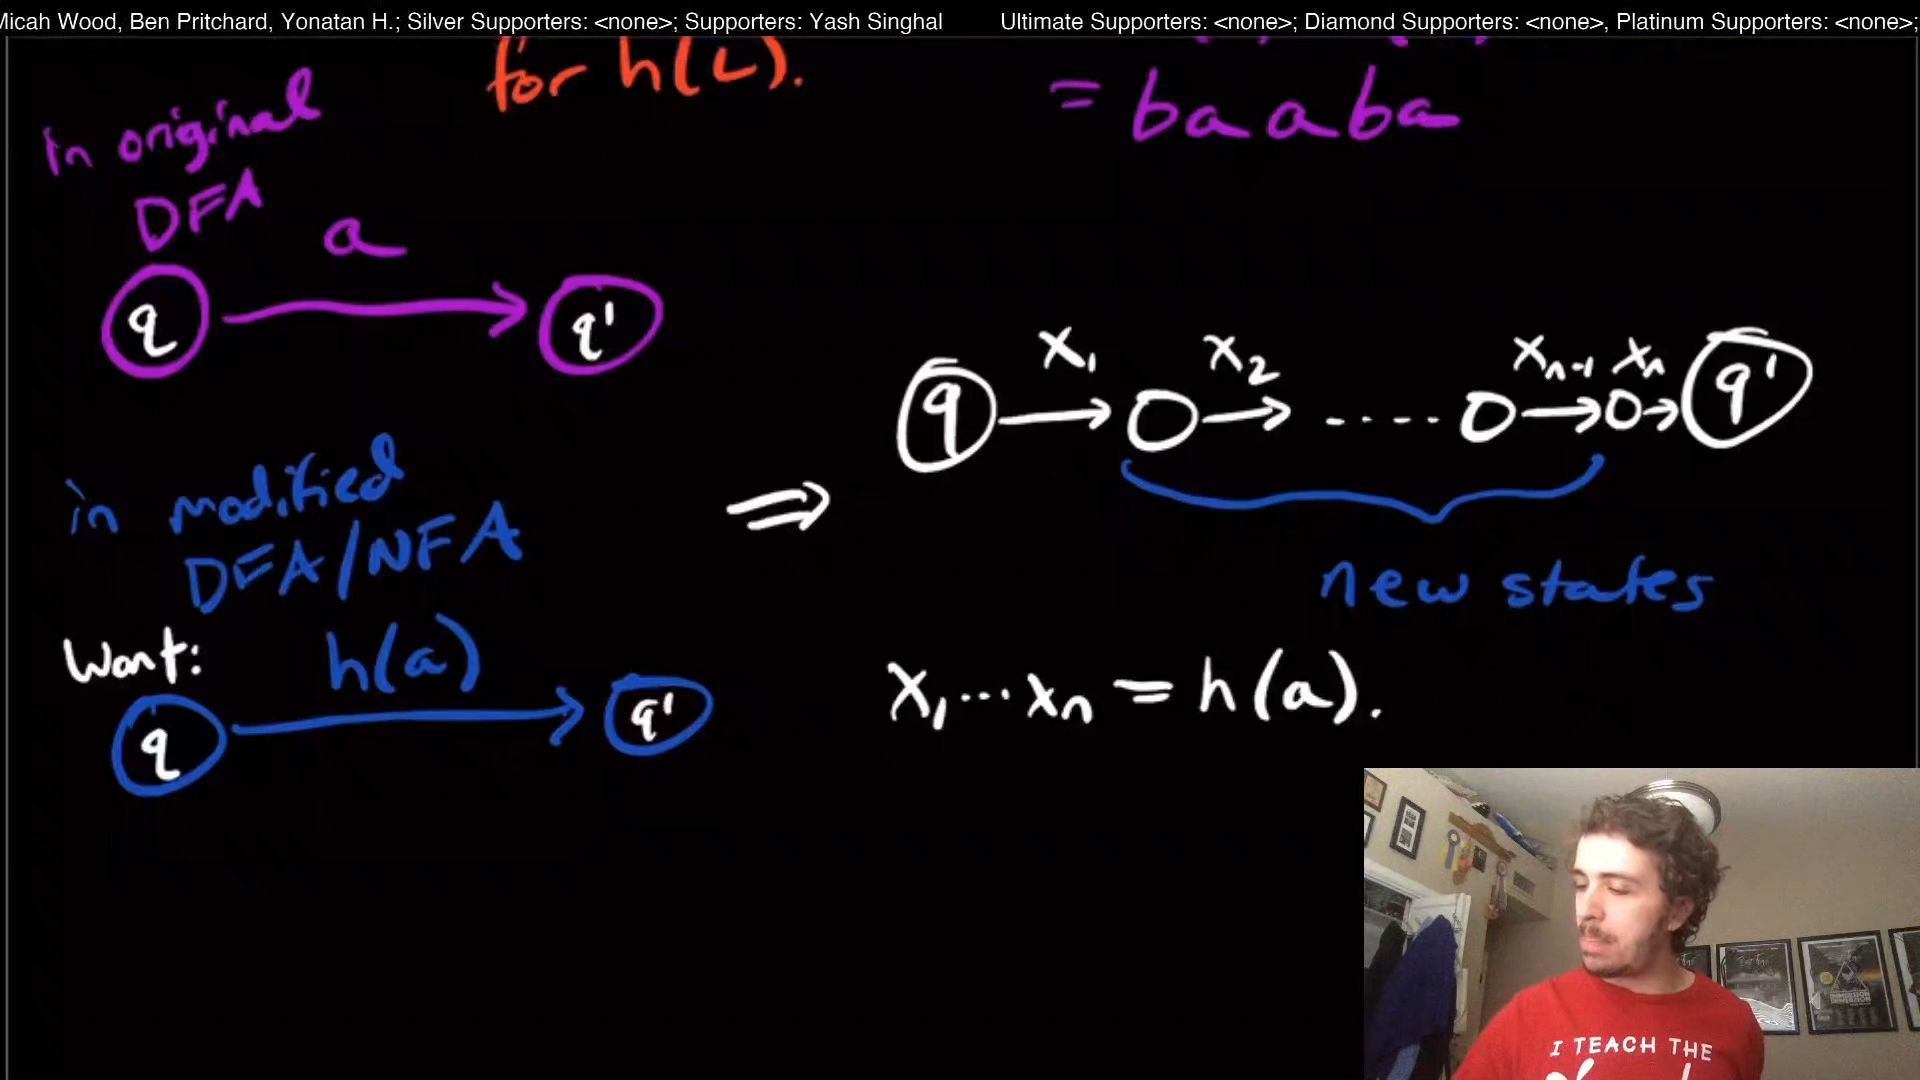 Micah Wood, Ben Pritchard, Yonatan H.; Silver Supporters: <none>; Supporters: Yash Singhal Ultimate Supporters: <none>; Diamond Supporters: <none>, Platinum Supporters: <none>;
for h(L).
= baaaba
in original
DFA
a
q q'
x₁ x₂ xₙ₋₁ xₙ
q ..... q'
in modified
DFA/NFA
⇒
new states
Want: h(a)
q q'
x₁...xₙ = h(a).
I TEACH THE